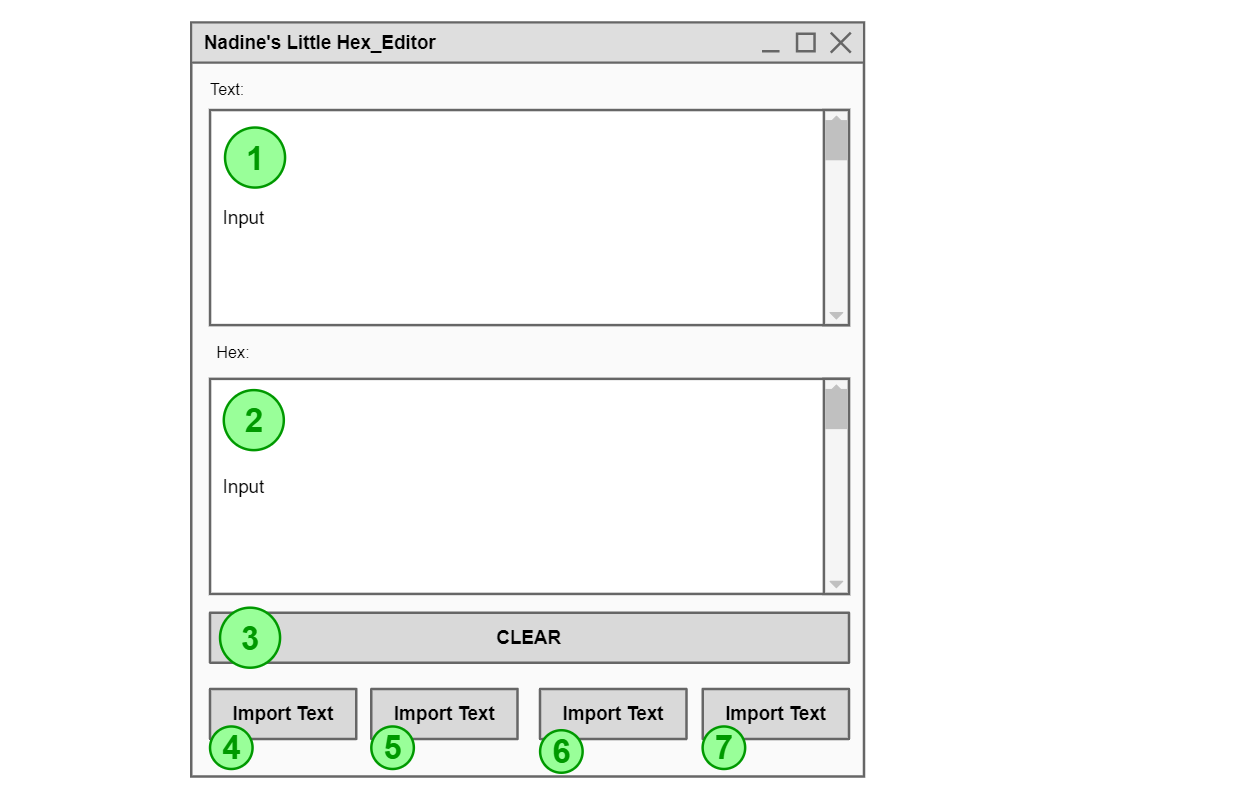 Nadine's Little Hex_Editor
Text:
1
Input
Hex:
2
Input
3 CLEAR
Import Text Import Text Import Text Import Text
4 5 6 7